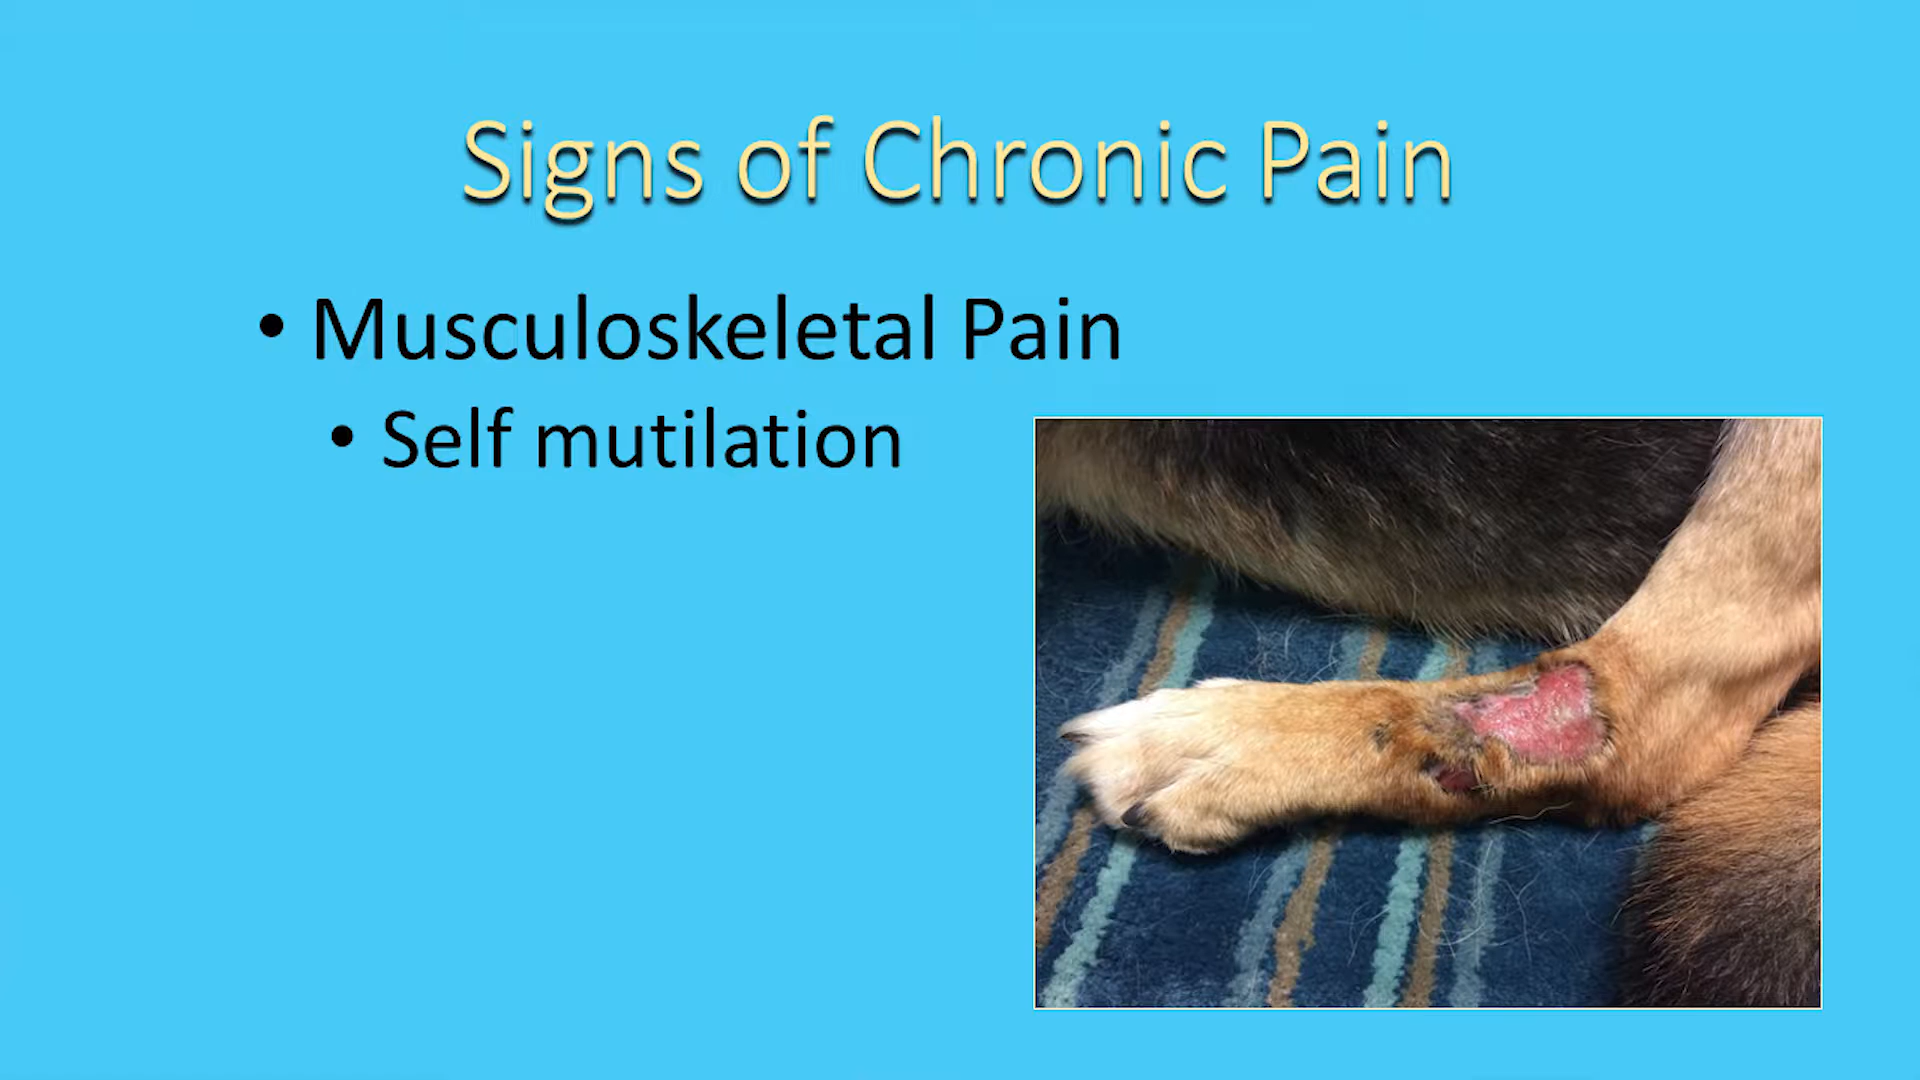 Signs of Chronic Pain
• Musculoskeletal Pain
• Self mutilation